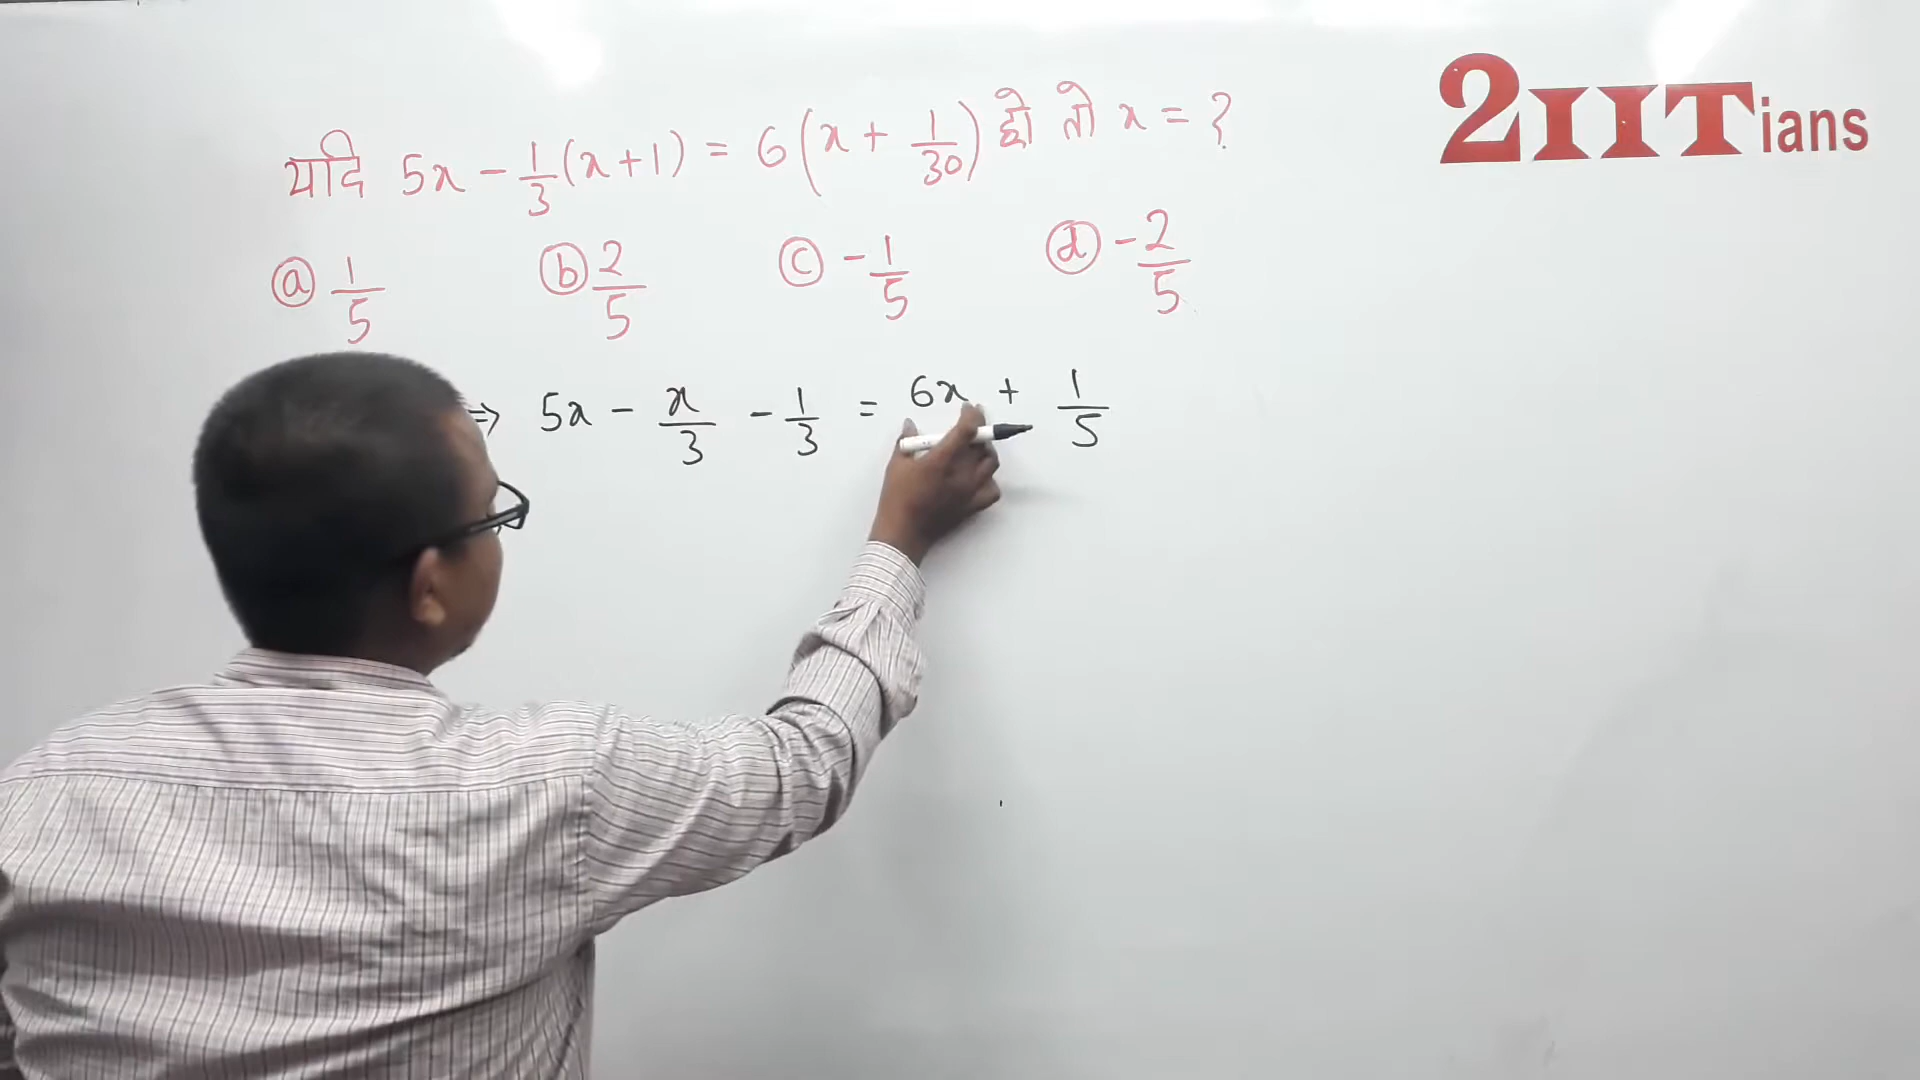 2IITians
यदि 5x - 1/3 (x+1) = 6(x + 1/30) हो तो x = ?
ⓐ 1/5 ⓑ 2/5 ⓒ -1/5 ⓓ -2/5
⇒ 5x - x/3 - 1/3 = 6x + 1/5